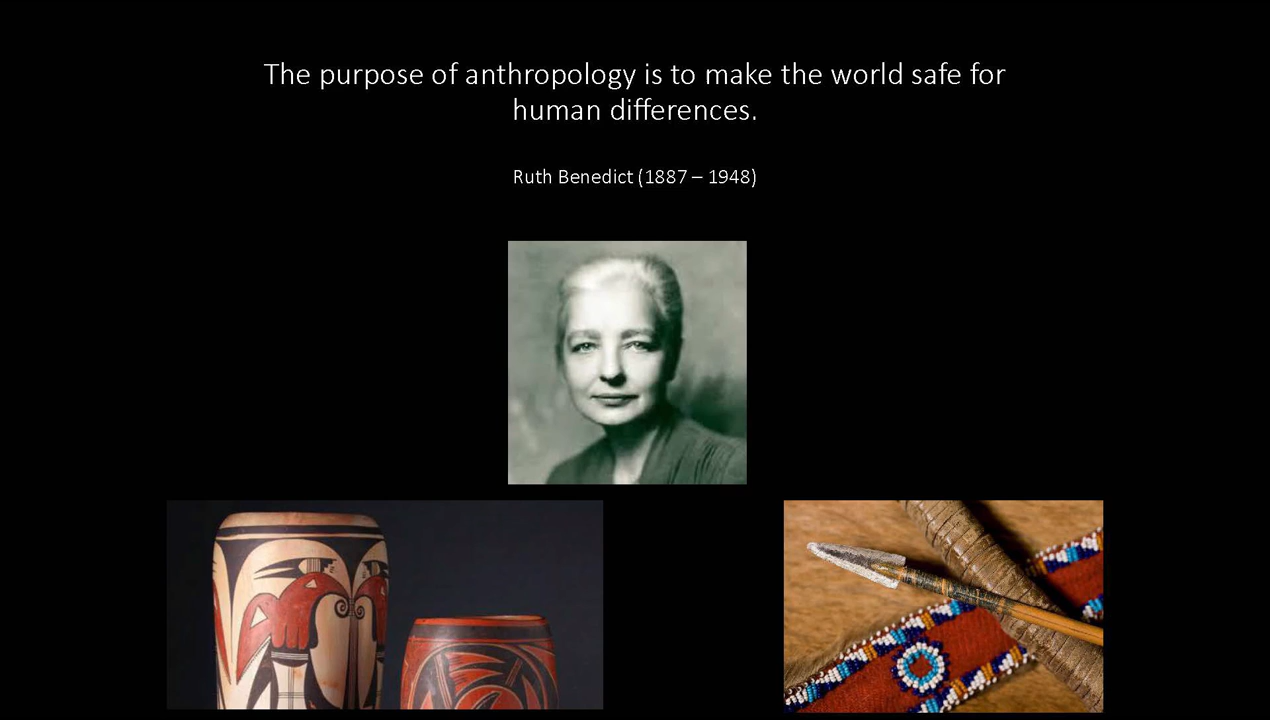 The purpose of anthropology is to make the world safe for
human differences.
Ruth Benedict (1887 – 1948)